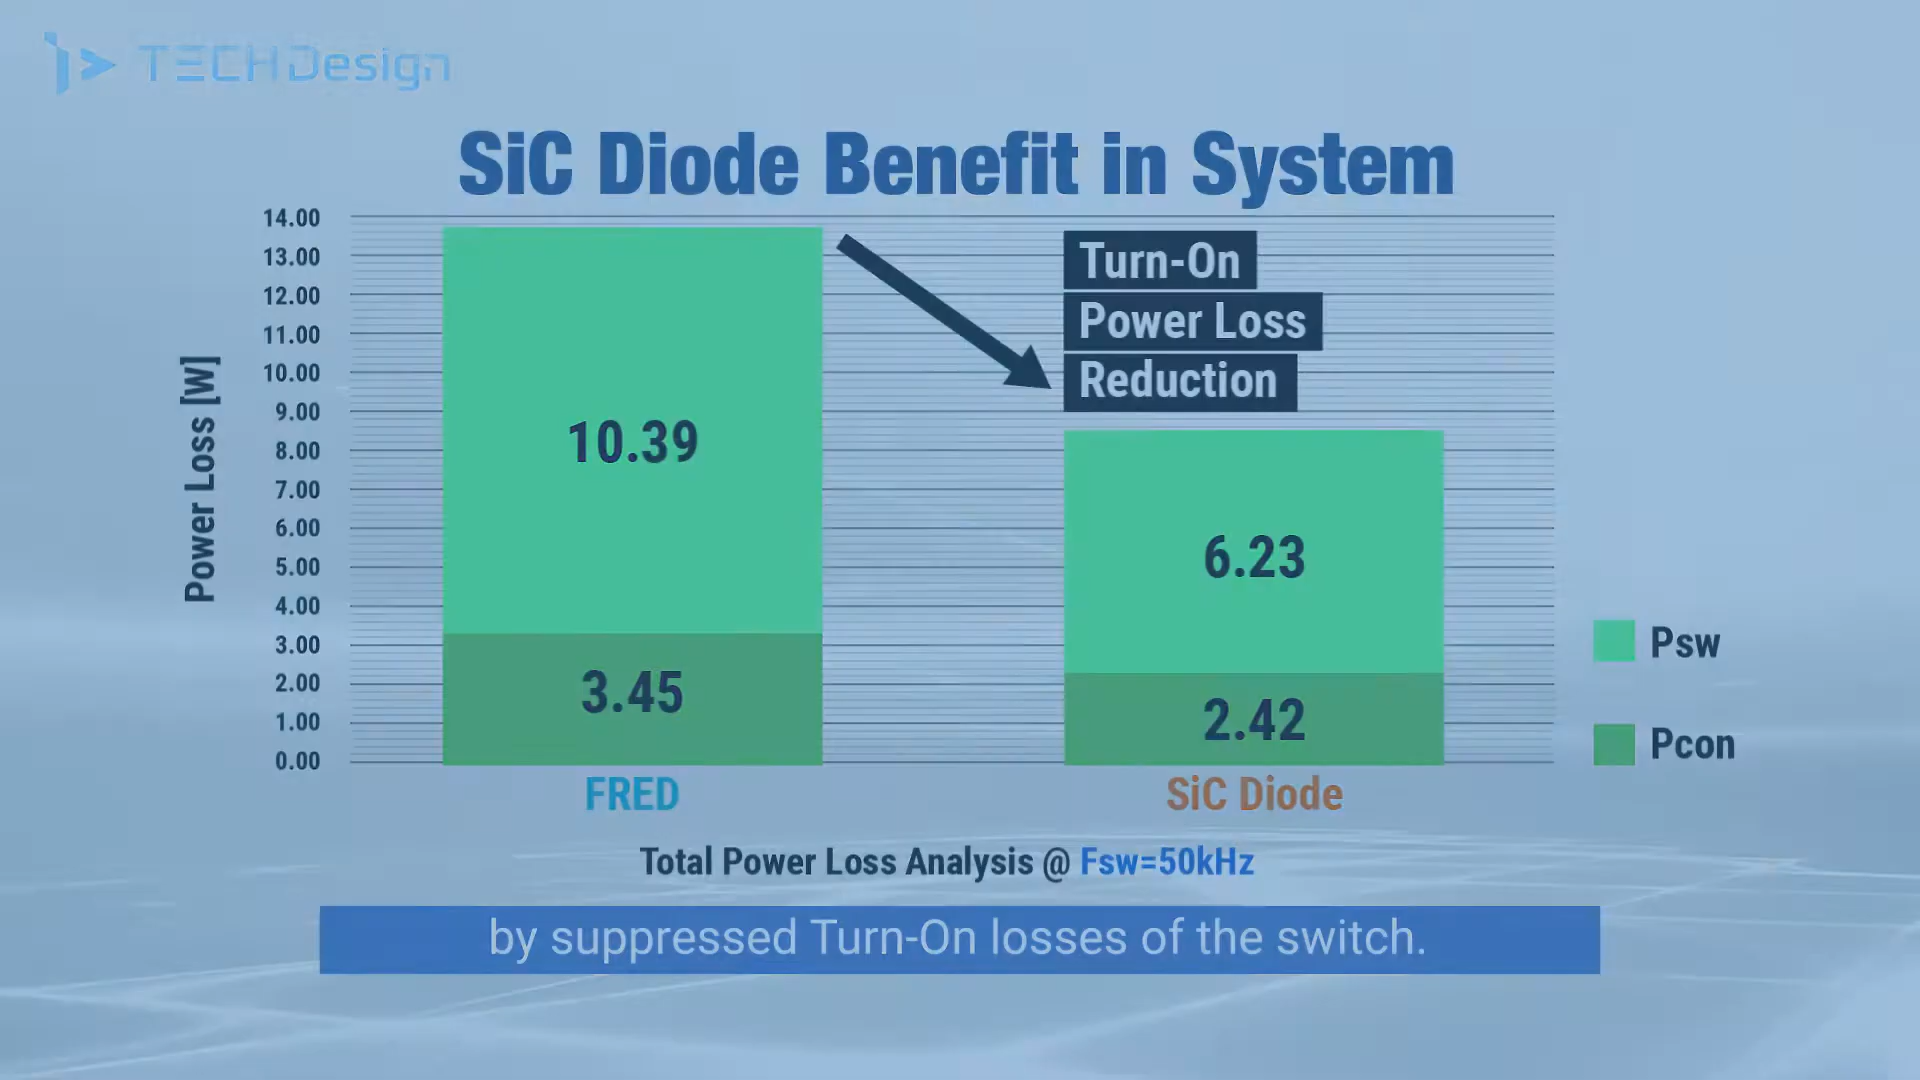 TECHDesign
SiC Diode Benefit in System
14.00
13.00
12.00
11.00
10.00
9.00
8.00
7.00
6.00
5.00
4.00
3.00
2.00
1.00
0.00
Power Loss [W]
10.39
3.45
Turn-On
Power Loss
Reduction
6.23
2.42
Psw
Pcon
FRED
SiC Diode
Total Power Loss Analysis @ Fsw=50kHz
by suppressed Turn-On losses of the switch.